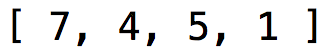 [ 7, 4, 5, 1 ]